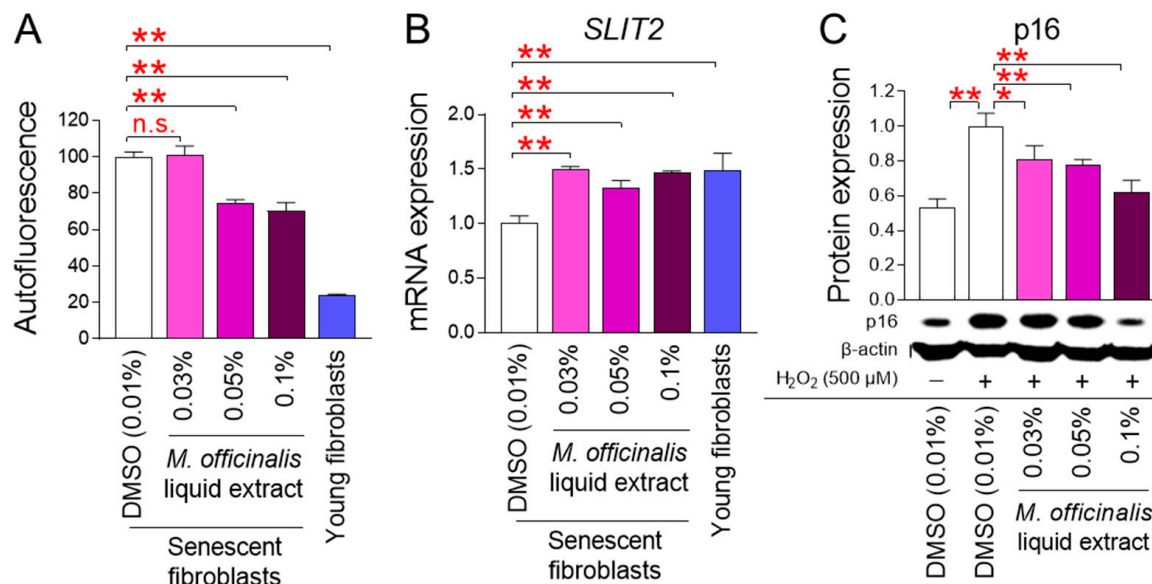 A
**
**
**
n.s.
Autofluorescence
120
100
80
60
40
20
0
DMSO (0.01%)
0.03%
0.05%
0.1%
Young fibroblasts
M. officinalis
liquid extract
Senescent
fibroblasts
B
SLIT2
**
**
**
**
mRNA expression
2.0
1.5
1.0
0.5
0.0
DMSO (0.01%)
0.03%
0.05%
0.1%
Young fibroblasts
M. officinalis
liquid extract
Senescent
fibroblasts
C
p16
**
**
** *
Protein expression
1.2
1.0
0.8
0.6
0.4
0.2
0.0
p16
β-actin
H₂O₂ (500 μM) – + + + +
DMSO (0.01%)
DMSO (0.01%)
0.03%
0.05%
0.1%
M. officinalis
liquid extract